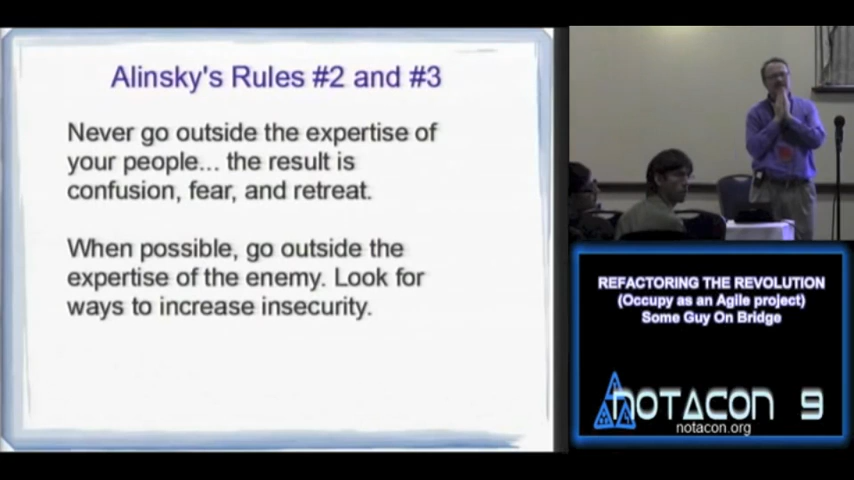 Alinsky's Rules #2 and #3
Never go outside the expertise of
your people... the result is
confusion, fear, and retreat.
When possible, go outside the
expertise of the enemy. Look for
ways to increase insecurity.
REFACTORING THE REVOLUTION
(Occupy as an Agile project)
Some Guy On Bridge
NOTACON 9
notacon.org